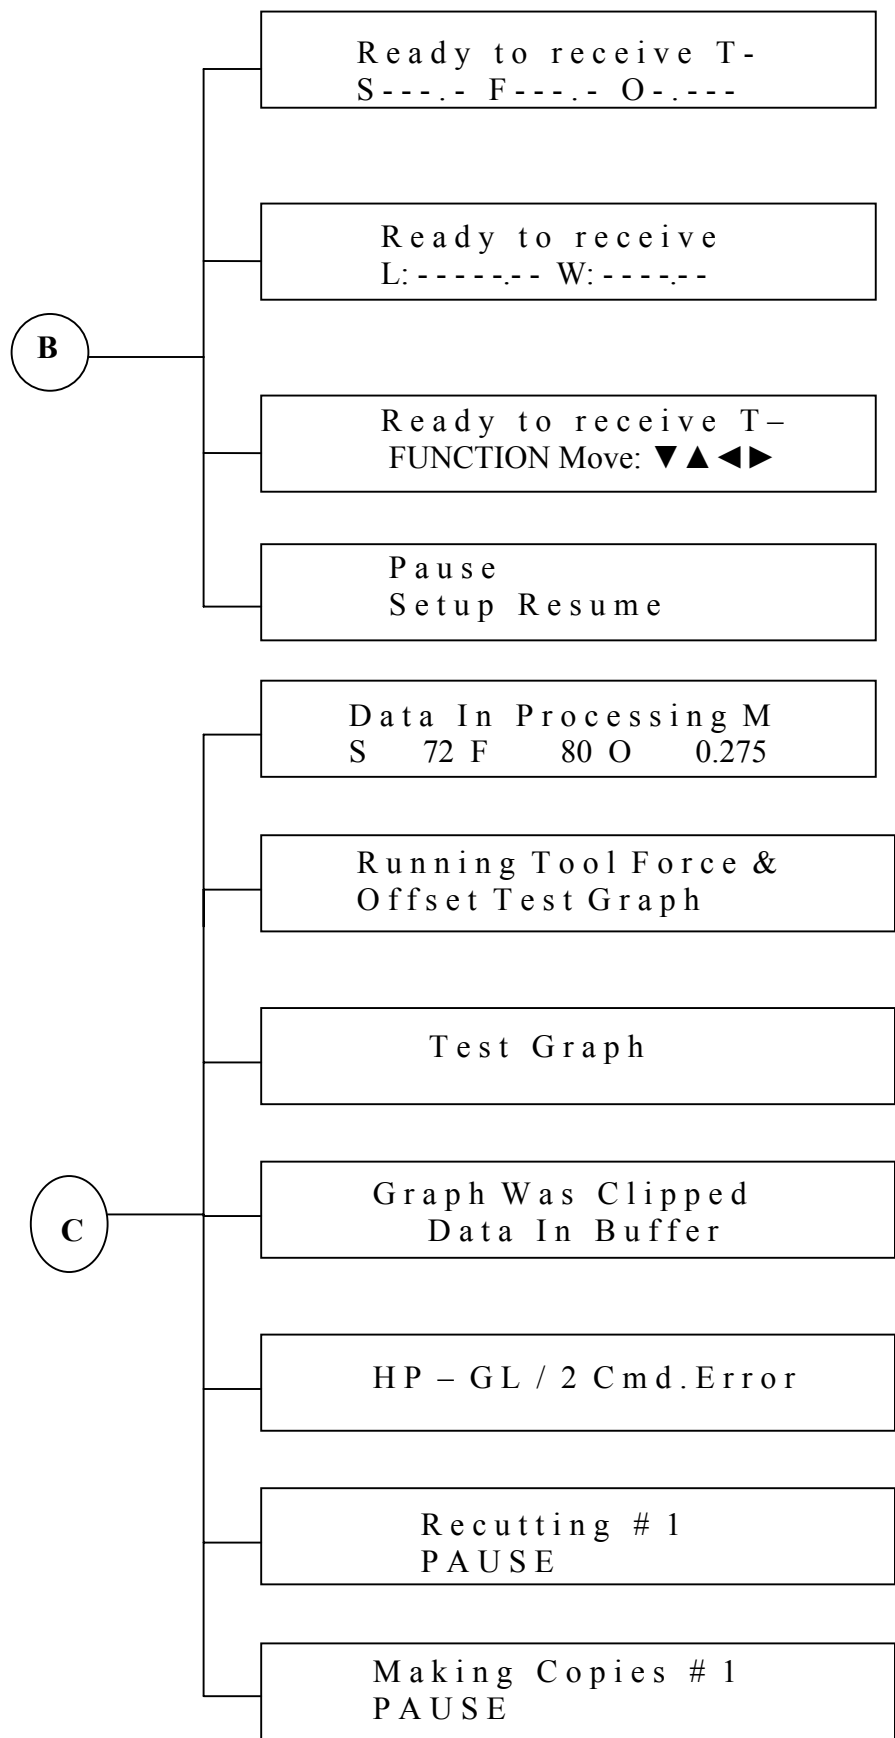 Ready to receive T-
S---.- F---.- O-.---
Ready to receive
L:-----.-- W:----.--
B
Ready to receive T–
FUNCTION Move: ▼▲◄►
Pause
Setup Resume
Data In Processing M
S 72 F 80 O 0.275
Running Tool Force &
Offset Test Graph
Test Graph
Graph Was Clipped
Data In Buffer
C
HP–GL/2 Cmd.Error
Recutting #1
PAUSE
Making Copies #1
PAUSE